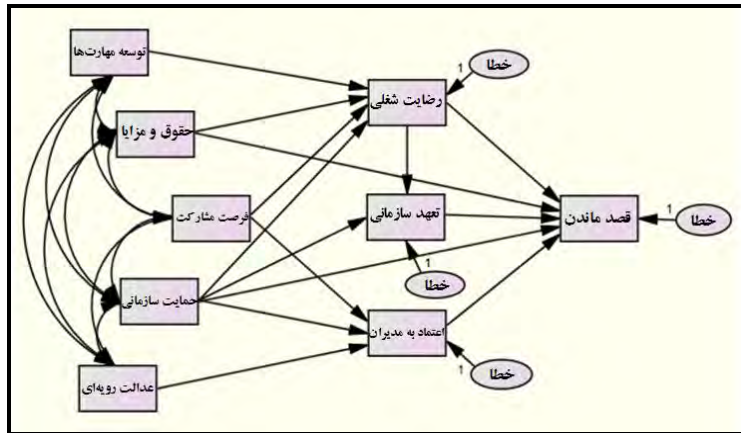 توسعه مهارت‌ها
حقوق و مزایا
فرصت مشارکت
حمایت سازمانی
عدالت رویه‌ای
رضایت شغلی
تعهد سازمانی
اعتماد به مدیران
قصد ماندن
خطا
1
خطا
1
خطا
1
خطا
1